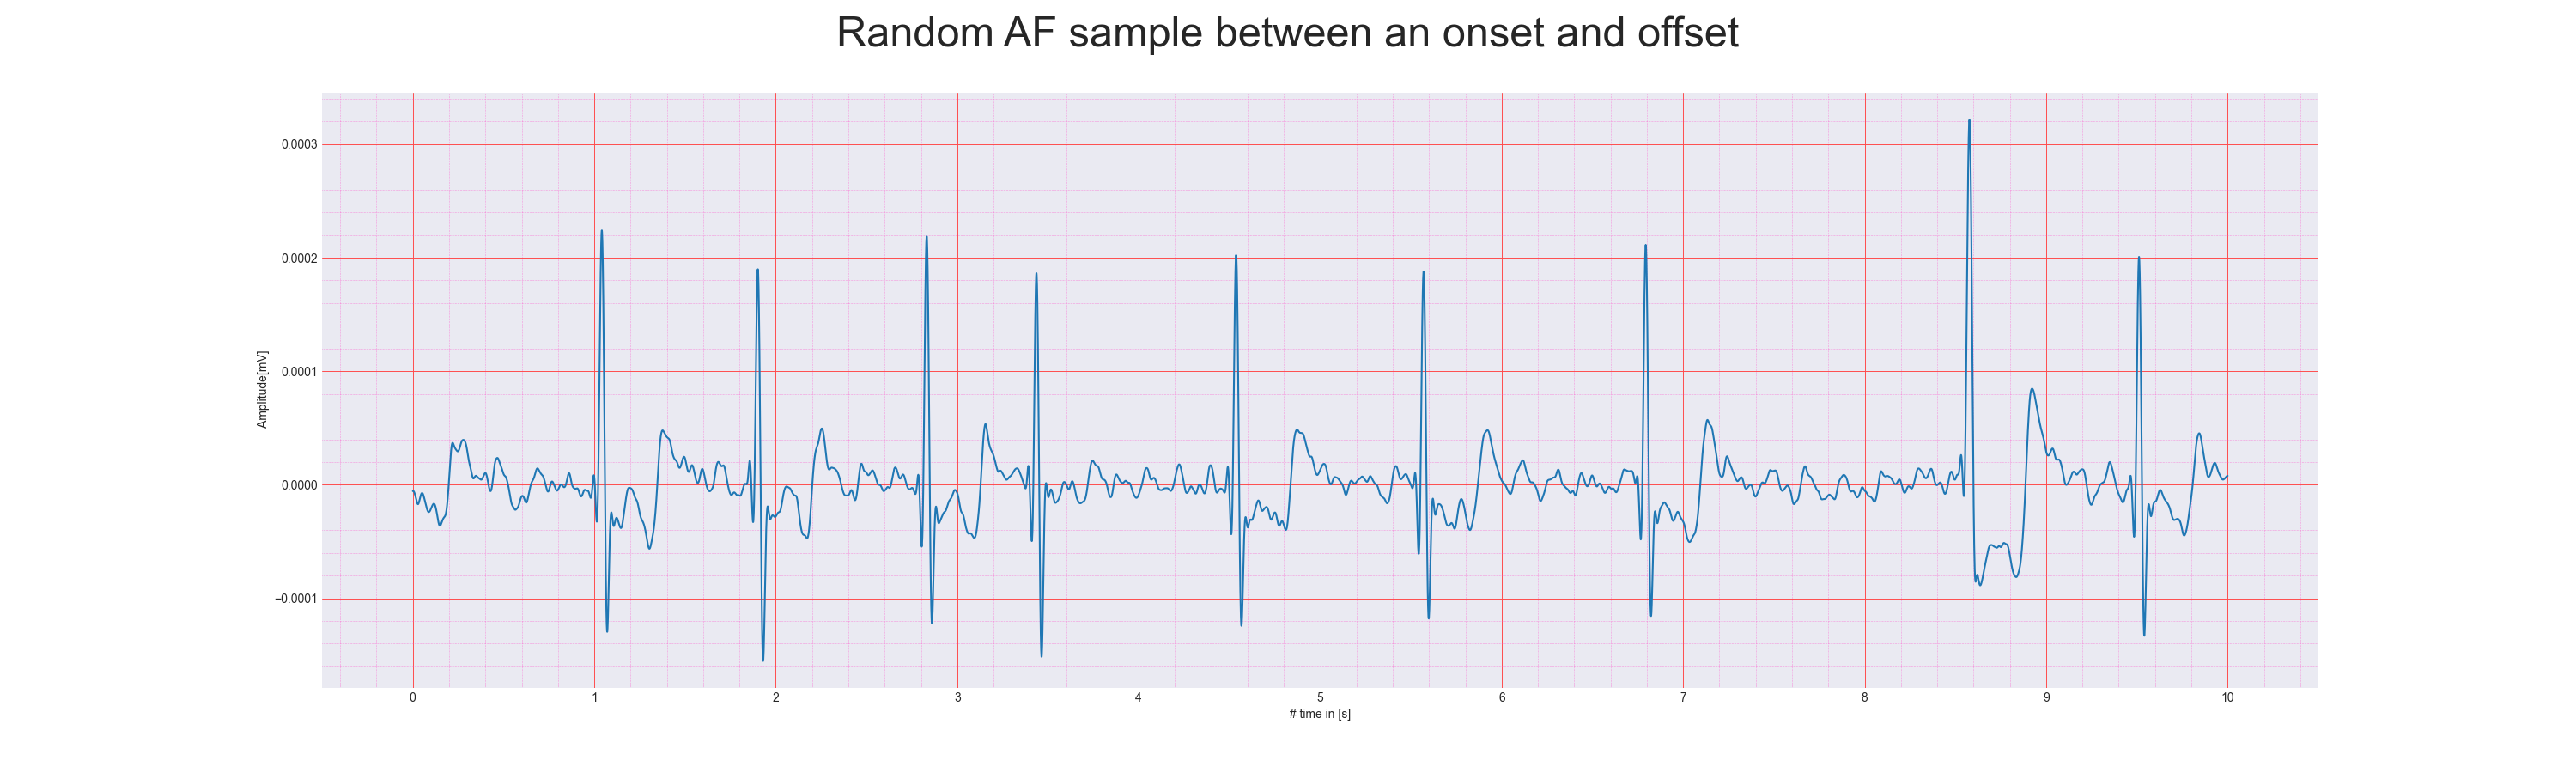 Random AF sample between an onset and offset
0.0003
0.0002
0.0001
0.0000
−0.0001
Amplitude[mV]
0 1 2 3 4 5 6 7 8 9 10
# time in [s]